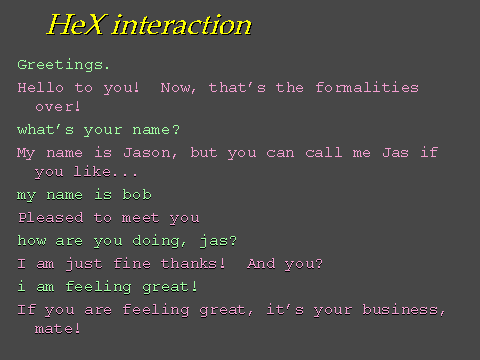 HeX interaction
Greetings.
Hello to you!  Now, that's the formalities
over!
what's your name?
My name is Jason, but you can call me Jas if
you like...
my name is bob
Pleased to meet you
how are you doing, jas?
I am just fine thanks!  And you?
i am feeling great!
If you are feeling great, it's your business,
mate!